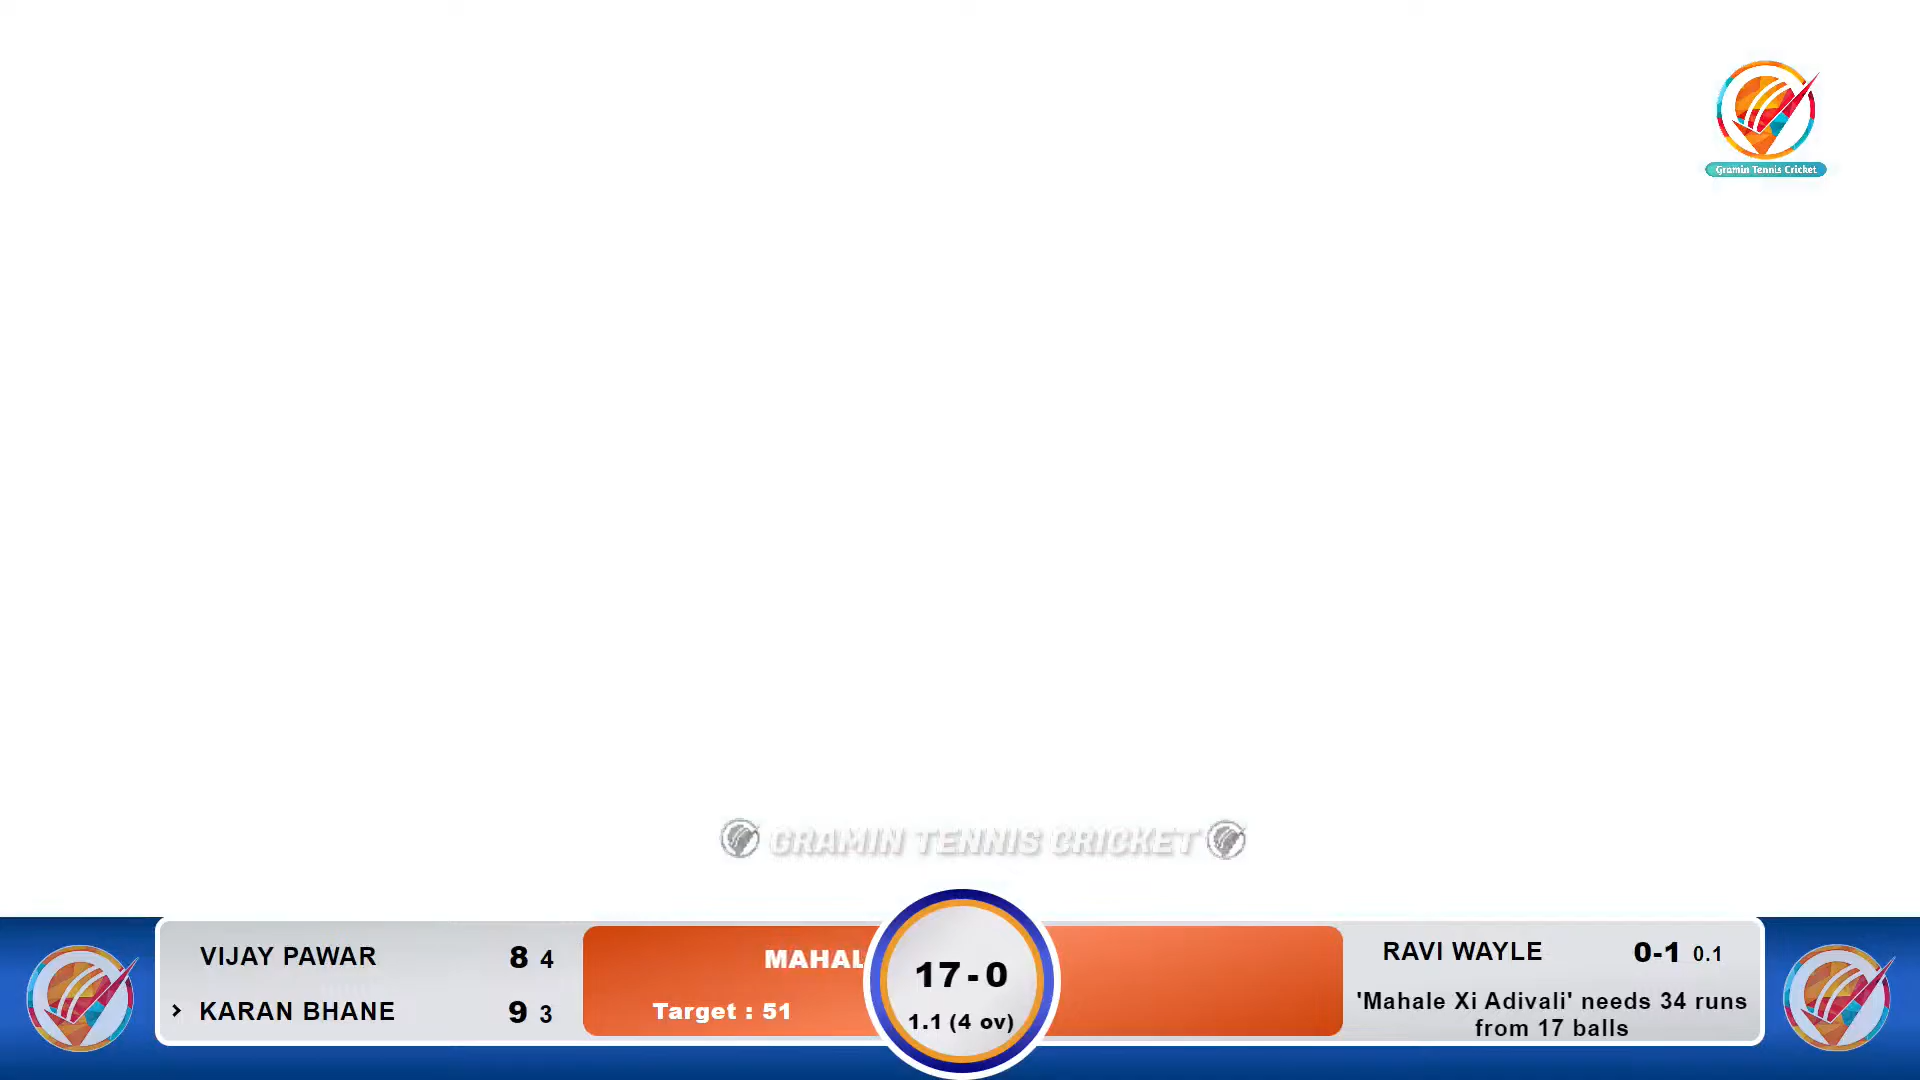 Gramin Tennis Cricket
GRAMIN TENNIS CRICKET
VIJAY PAWAR 8 4
> KARAN BHANE 9 3
MAHAL
Target : 51
17-0
1.1 (4 ov)
RAVI WAYLE 0-1 0.1
'Mahale Xi Adivali' needs 34 runs
from 17 balls